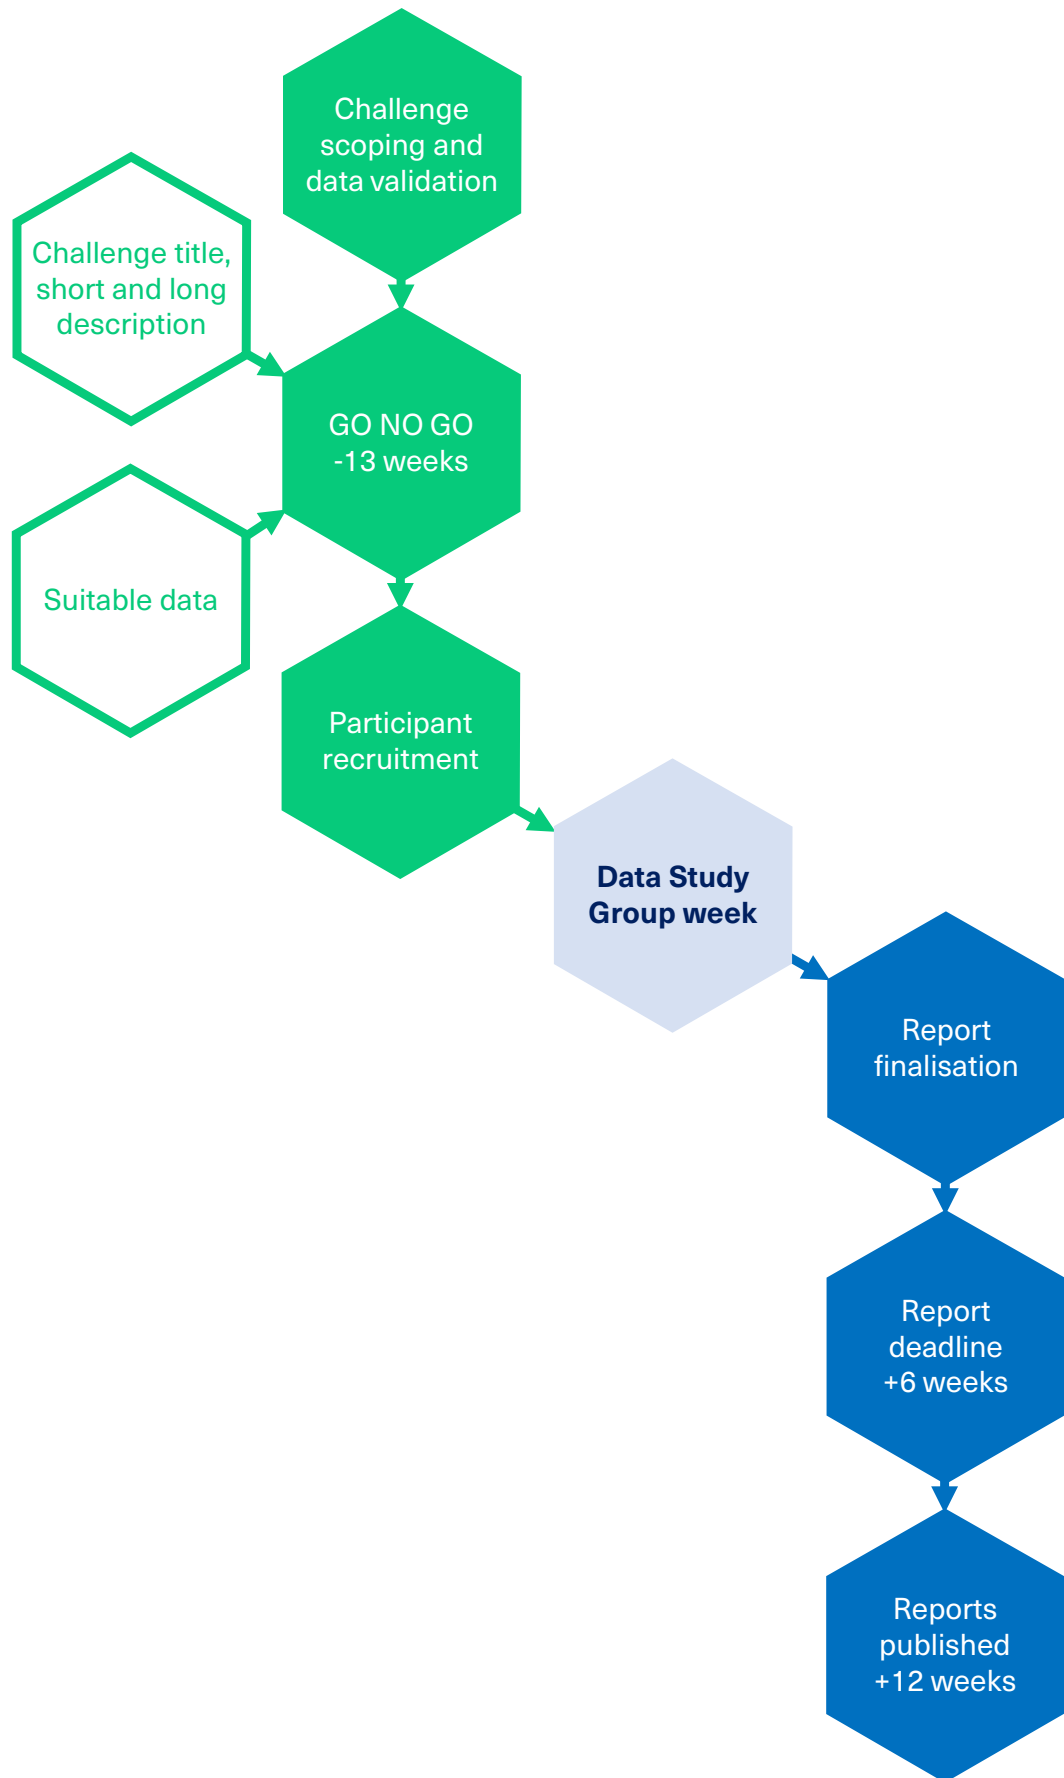 Challenge
scoping and
data validation
Challenge title,
short and long
description
GO NO GO
-13 weeks
Suitable data
Participant
recruitment
Data Study
Group week
Report
finalisation
Report
deadline
+6 weeks
Reports
published
+12 weeks